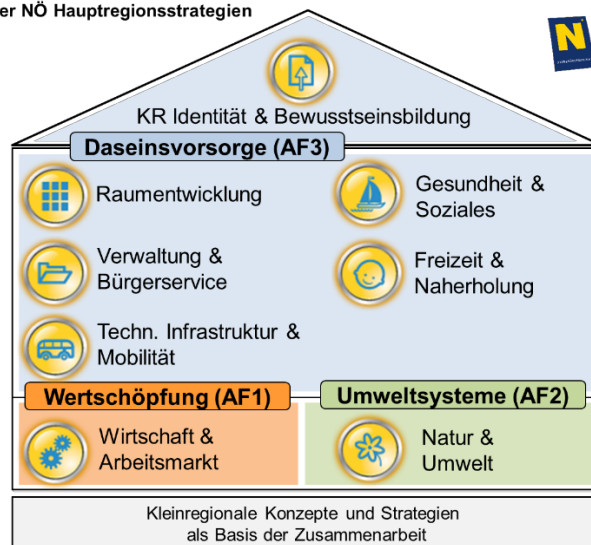 er NÖ Hauptregionsstrategien
N
KR Identität & Bewusstseinsbildung
Daseinsvorsorge (AF3)
Raumentwicklung
Gesundheit &
Soziales
Verwaltung &
Bürgerservice
Freizeit &
Naherholung
Techn. Infrastruktur &
Mobilität
Wertschöpfung (AF1)
Umweltsysteme (AF2)
Wirtschaft &
Arbeitsmarkt
Natur &
Umwelt
Kleinregionale Konzepte und Strategien
als Basis der Zusammenarbeit